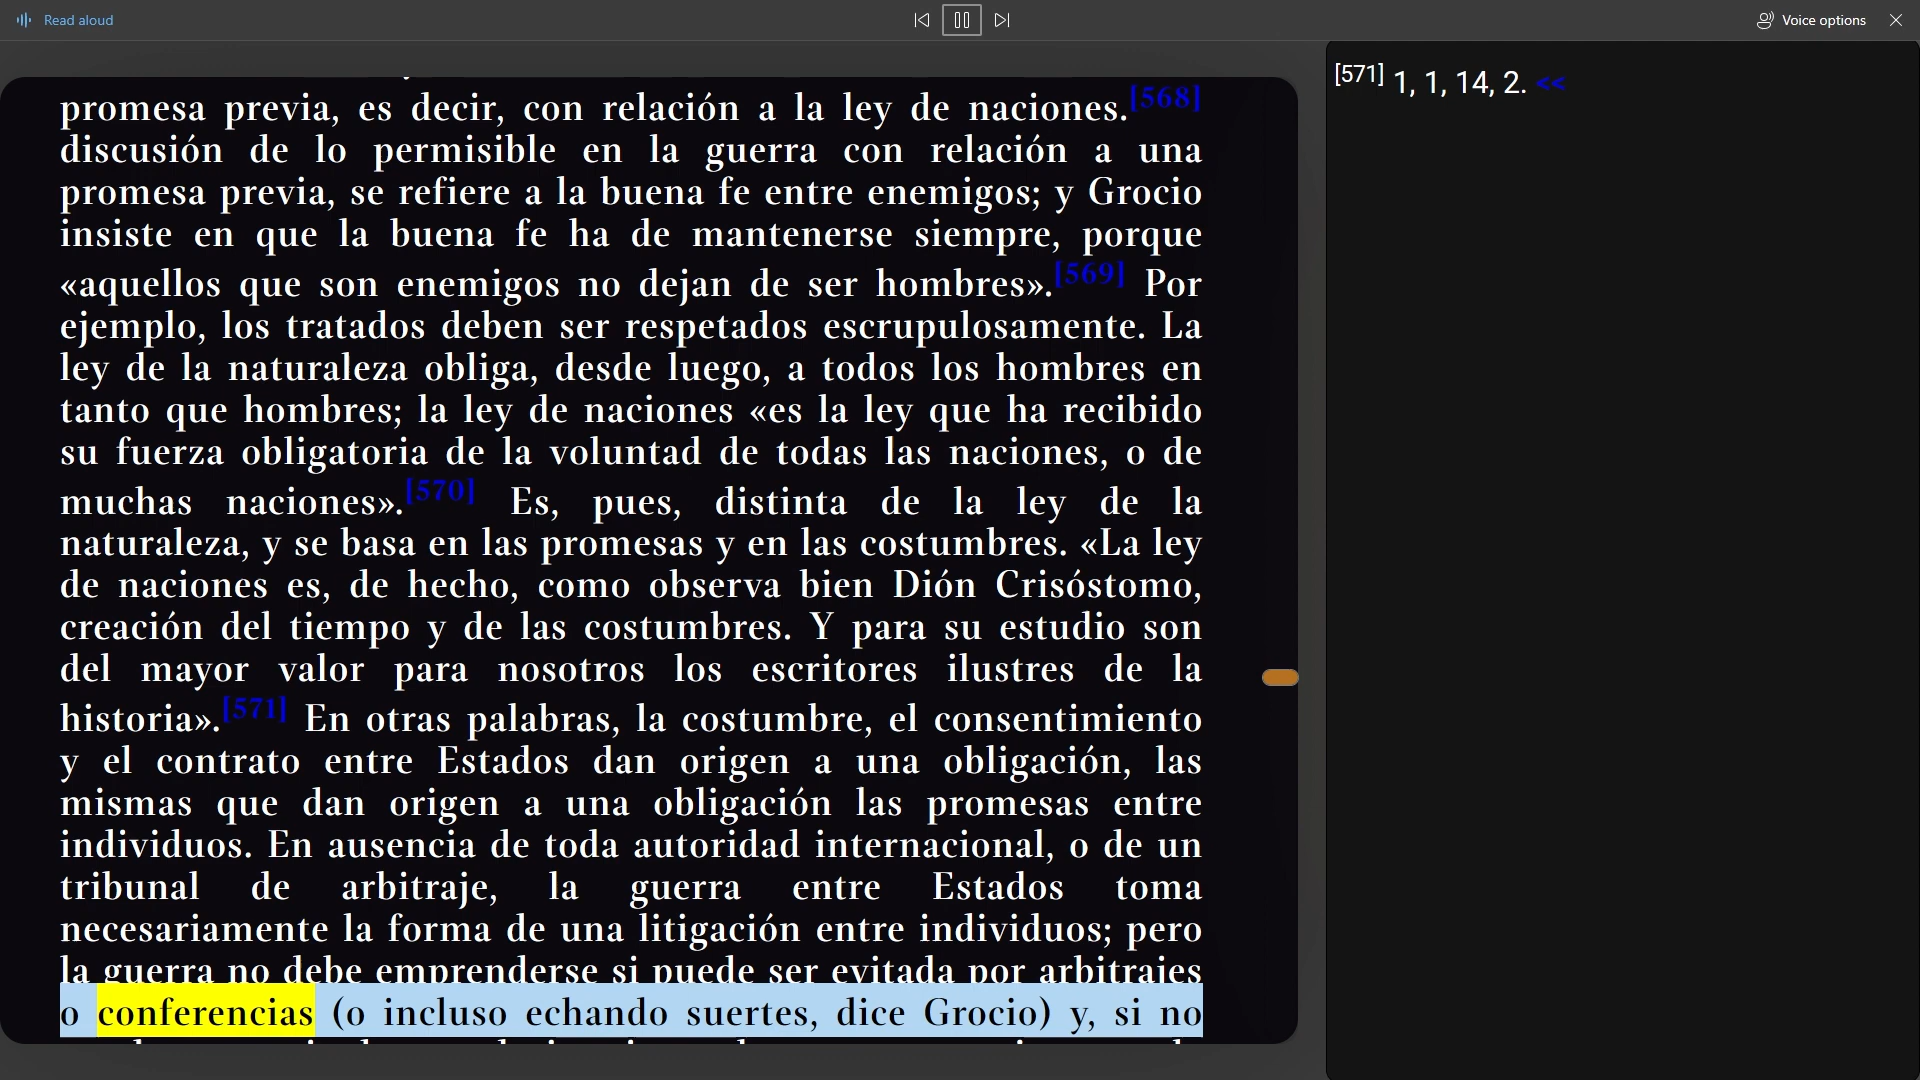 Read aloud
Voice options
promesa previa, es decir, con relación a la ley de naciones.[568]
discusión de lo permisible en la guerra con relación a una
promesa previa, se refiere a la buena fe entre enemigos; y Grocio
insiste en que la buena fe ha de mantenerse siempre, porque
«aquellos que son enemigos no dejan de ser hombres».[569] Por
ejemplo, los tratados deben ser respetados escrupulosamente. La
ley de la naturaleza obliga, desde luego, a todos los hombres en
tanto que hombres; la ley de naciones «es la ley que ha recibido
su fuerza obligatoria de la voluntad de todas las naciones, o de
muchas naciones».[570] Es, pues, distinta de la ley de la
naturaleza, y se basa en las promesas y en las costumbres. «La ley
de naciones es, de hecho, como observa bien Dión Crisóstomo,
creación del tiempo y de las costumbres. Y para su estudio son
del mayor valor para nosotros los escritores ilustres de la
historia».[571] En otras palabras, la costumbre, el consentimiento
y el contrato entre Estados dan origen a una obligación, las
mismas que dan origen a una obligación las promesas entre
individuos. En ausencia de toda autoridad internacional, o de un
tribunal de arbitraje, la guerra entre Estados toma
necesariamente la forma de una litigación entre individuos; pero
la guerra no debe emprenderse si puede ser evitada por arbitrajes
o conferencias (o incluso echando suertes, dice Grocio) y, si no
[571] 1, 1, 14, 2. <<